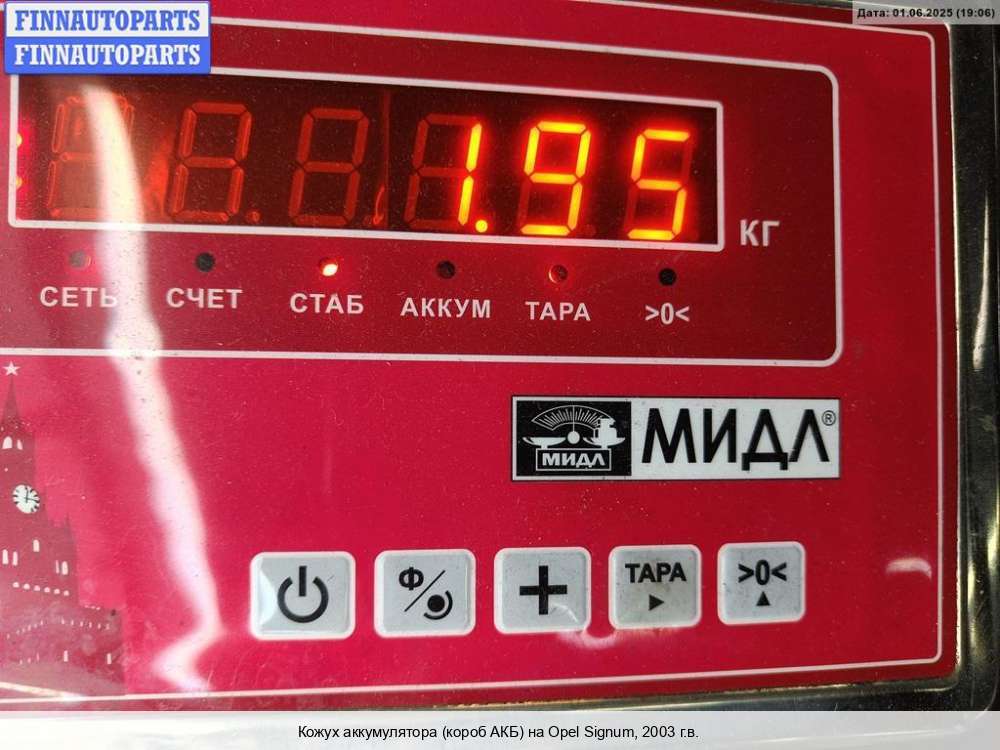 FINNAUTOPARTS
FINNAUTOPARTS
Дата: 01.06.2025 (19:06)
1.95
КГ
СЕТЬ СЧЕТ СТАБ АККУМ ТАРА >0<
МИДЛ МИДЛ®
Ф ТАРА >0<
Кожух аккумулятора (короб АКБ) на Opel Signum, 2003 г.в.